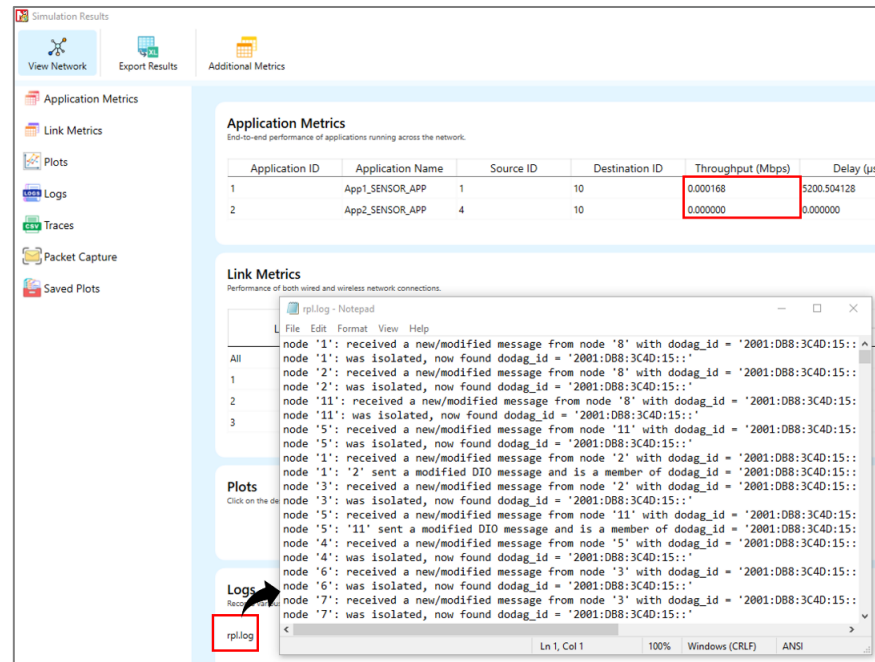 Simulation Results
View Network
Export Results
Additional Metrics
Application Metrics
Link Metrics
Plots
Logs
Traces
Packet Capture
Saved Plots
Application Metrics
End-to-end performance of applications running across the network.
Application ID Application Name Source ID Destination ID Throughput (Mbps) Delay (µs
1 App1_SENSOR_APP 1 10 0.000168 5200.504128
2 App2_SENSOR_APP 4 10 0.000000 0.000000
Link Metrics
Performance of both wired and wireless network connections.
L
All
1
2
3
Plots
Click on the de
Logs
rpl.log
rpl.log - Notepad
File Edit Format View Help
node '1': received a new/modified message from node '8' with dodag_id = '2001:DB8:3C4D:15::
node '1': was isolated, now found dodag_id = '2001:DB8:3C4D:15::'
node '2': received a new/modified message from node '8' with dodag_id = '2001:DB8:3C4D:15::
node '2': was isolated, now found dodag_id = '2001:DB8:3C4D:15::'
node '11': received a new/modified message from node '8' with dodag_id = '2001:DB8:3C4D:15:
node '11': was isolated, now found dodag_id = '2001:DB8:3C4D:15::'
node '5': received a new/modified message from node '11' with dodag_id = '2001:DB8:3C4D:15:
node '5': was isolated, now found dodag_id = '2001:DB8:3C4D:15::'
node '1': received a new/modified message from node '2' with dodag_id = '2001:DB8:3C4D:15::
node '1': '2' sent a modified DIO message and is a member of dodag_id = '2001:DB8:3C4D:15::
node '3': received a new/modified message from node '2' with dodag_id = '2001:DB8:3C4D:15::
node '3': was isolated, now found dodag_id = '2001:DB8:3C4D:15::'
node '5': received a new/modified message from node '11' with dodag_id = '2001:DB8:3C4D:15:
node '5': '11' sent a modified DIO message and is a member of dodag_id = '2001:DB8:3C4D:15:
node '4': received a new/modified message from node '5' with dodag_id = '2001:DB8:3C4D:15::
node '4': was isolated, now found dodag_id = '2001:DB8:3C4D:15::'
node '6': received a new/modified message from node '3' with dodag_id = '2001:DB8:3C4D:15::
node '6': was isolated, now found dodag_id = '2001:DB8:3C4D:15::'
node '7': received a new/modified message from node '3' with dodag_id = '2001:DB8:3C4D:15::
node '7': was isolated, now found dodag_id = '2001:DB8:3C4D:15::'
Ln 1, Col 1 100% Windows (CRLF) ANSI